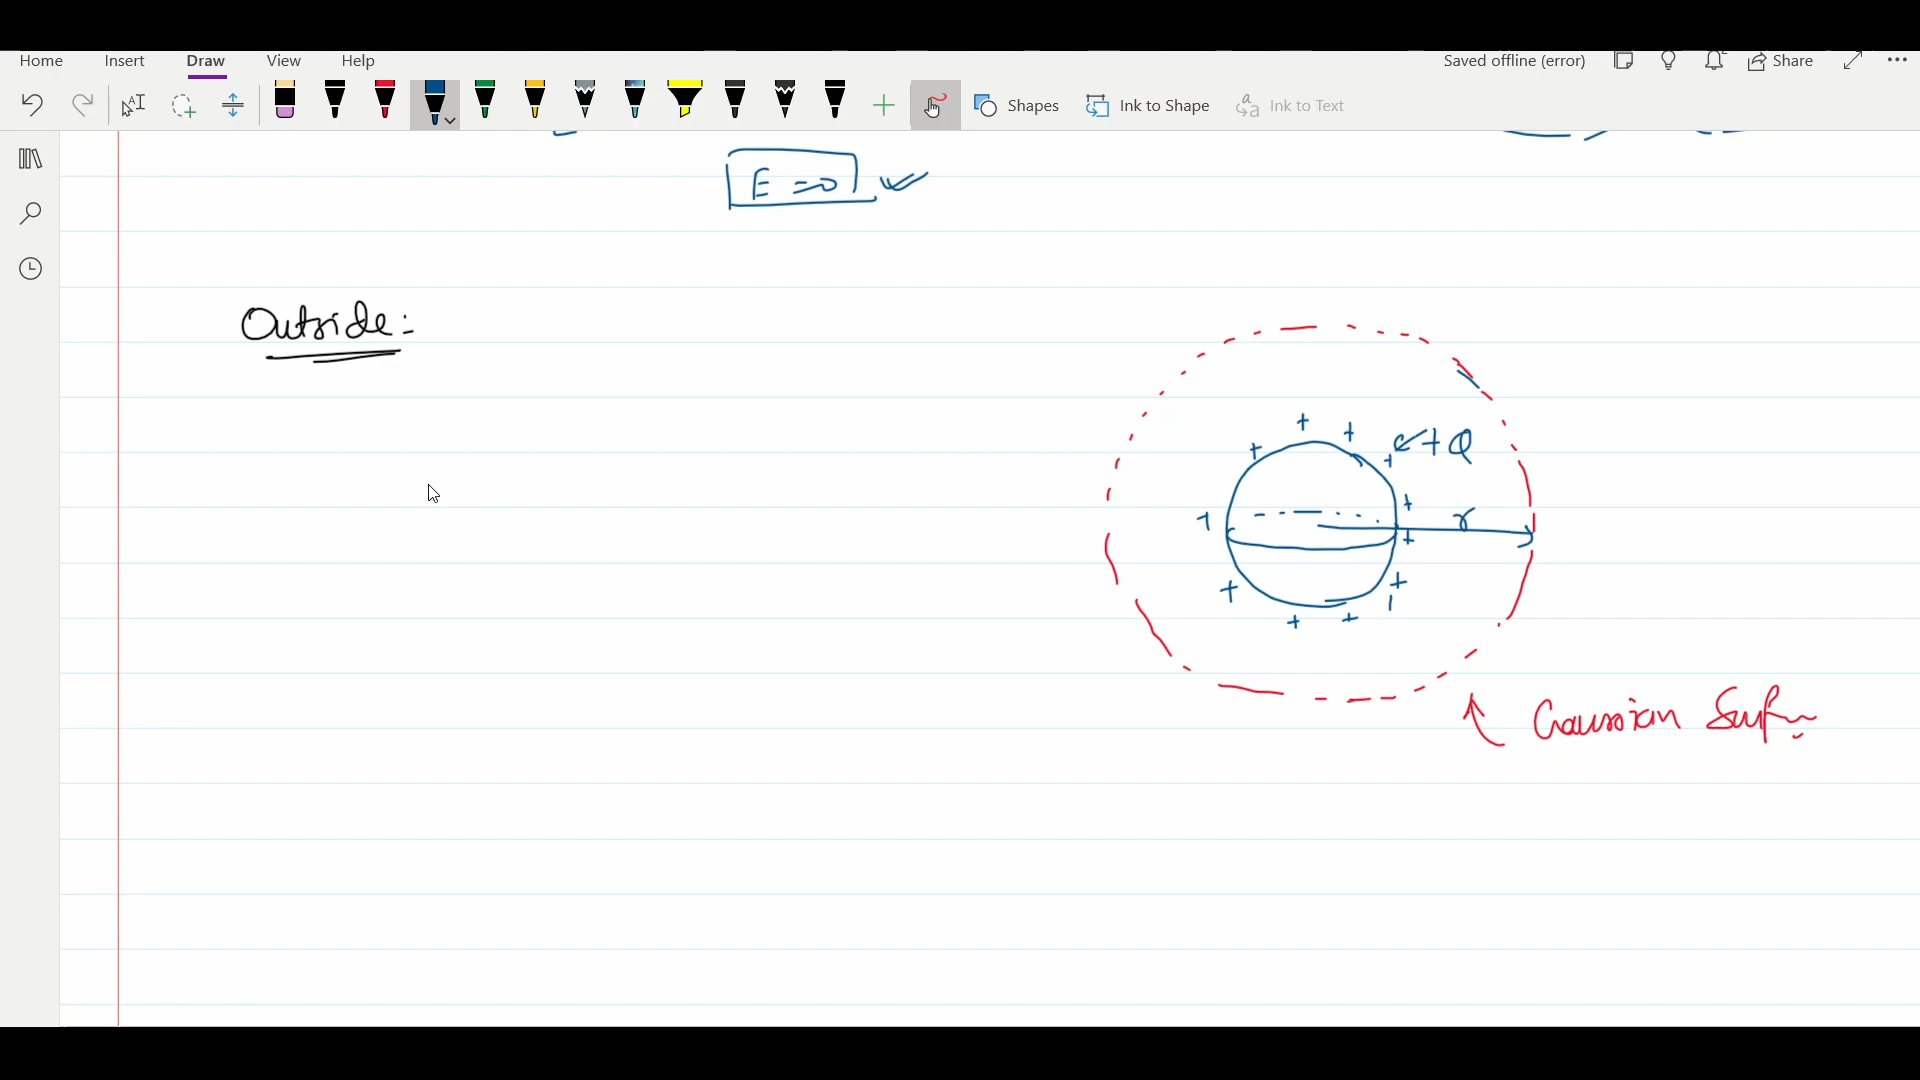 Home Insert Draw View Help Saved offline (error) Share
Shapes Ink to Shape Ink to Text
E = 0
Outside:
+ Q
r
Gaussian